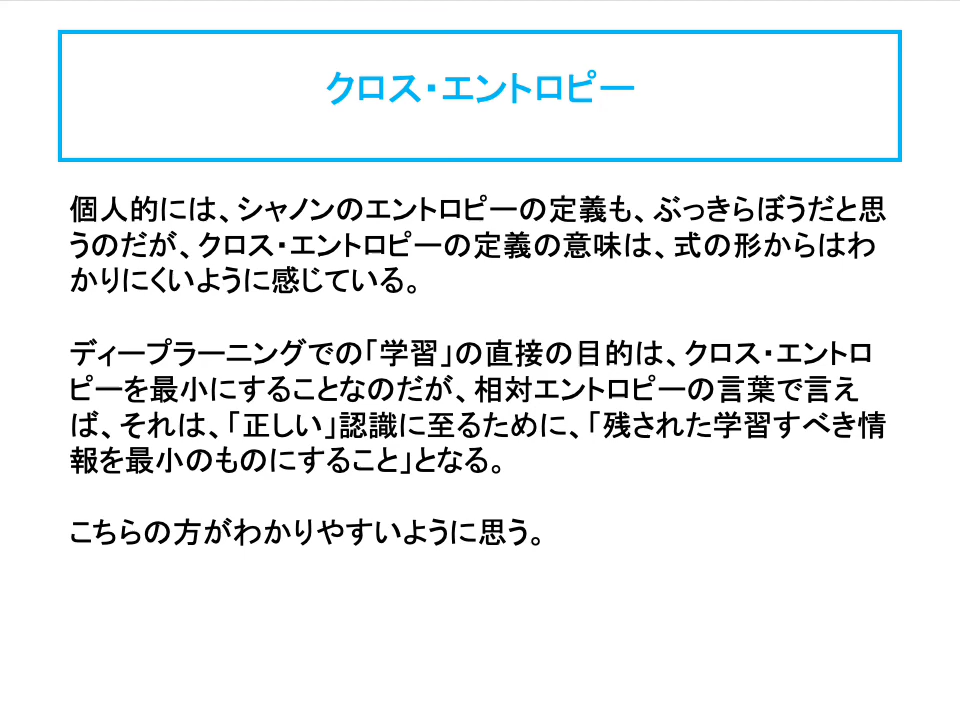 クロス・エントロピー
個人的には、シャノンのエントロピーの定義も、ぶっきらぼうだと思
うのだが、クロス・エントロピーの定義の意味は、式の形からはわ
かりにくいように感じている。
ディープラーニングでの「学習」の直接の目的は、クロス・エントロ
ピーを最小にすることなのだが、相対エントロピーの言葉で言え
ば、それは、「正しい」認識に至るために、「残された学習すべき情
報を最小のものにすること」となる。
こちらの方がわかりやすいように思う。